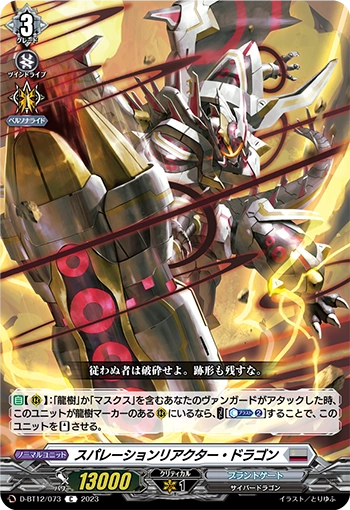 3
グレード
ツインドライブ
ペルソナライド
従わぬ者は破砕せよ。跡形も残すな。
自【】:「龍樹」か「マスクス」を含むあなたのヴァンガードがアタックした時、
このユニットが龍樹マーカーのあるにいるなら、【ブラスト2】することで、この
ユニットを【スタンド】する。
ノーマルユニット
スパレーションリアクター・ドラゴン
パワー 13000
クリティカル
1
ブラントゲート
サイバードラゴン
D-BT12/073 C 2023
イラスト/とりゆふ